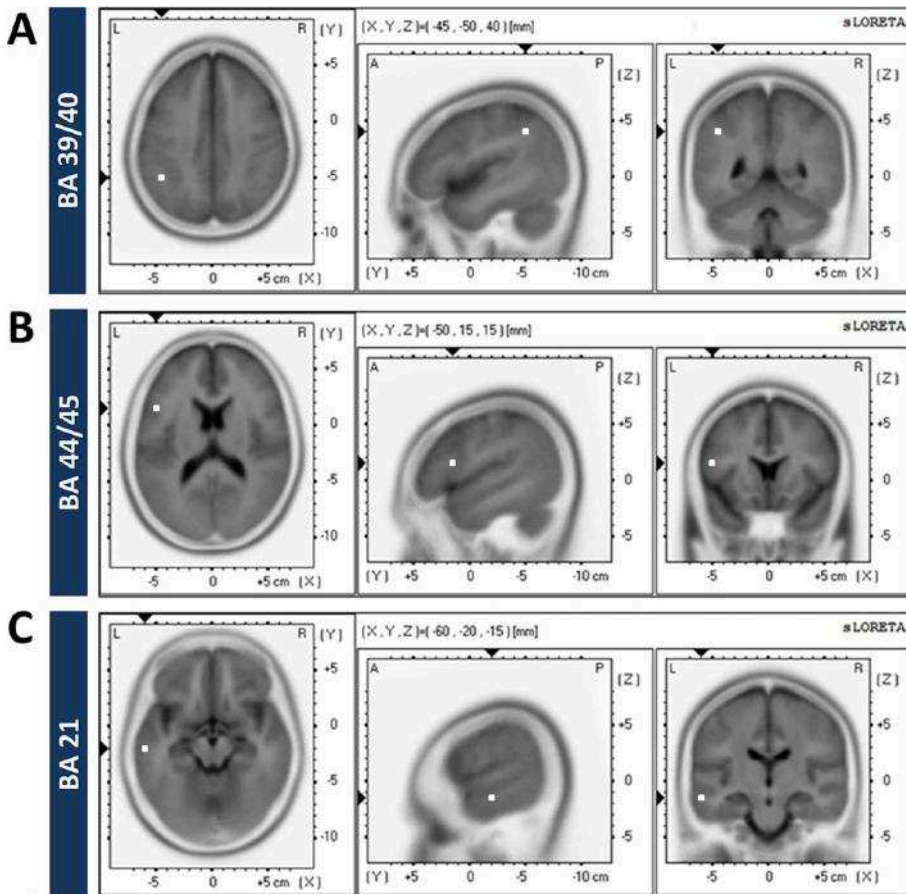 A
BA 39/40
L R (Y)
+5
0
-5
-10
-5 0 +5 cm (X)
(X, Y, Z)=( -45 , -50 , 40 ) [mm] sLORETA
A P (Z)
+5
0
-5
(Y) +5 0 -5 -10 cm
L R (Z)
+5
0
-5
-5 0 +5 cm (X)
B
BA 44/45
L R (Y)
+5
0
-5
-10
-5 0 +5 cm (X)
(X, Y, Z)=( -50 , 15 , 15 ) [mm] sLORETA
A P (Z)
+5
0
-5
(Y) +5 0 -5 -10 cm
L R (Z)
+5
0
-5
-5 0 +5 cm (X)
C
BA 21
L R (Y)
+5
0
-5
-10
-5 0 +5 cm (X)
(X, Y, Z)=( -60 , -20 , -15 ) [mm] sLORETA
A P (Z)
+5
0
-5
(Y) +5 0 -5 -10 cm
L R (Z)
+5
0
-5
-5 0 +5 cm (X)